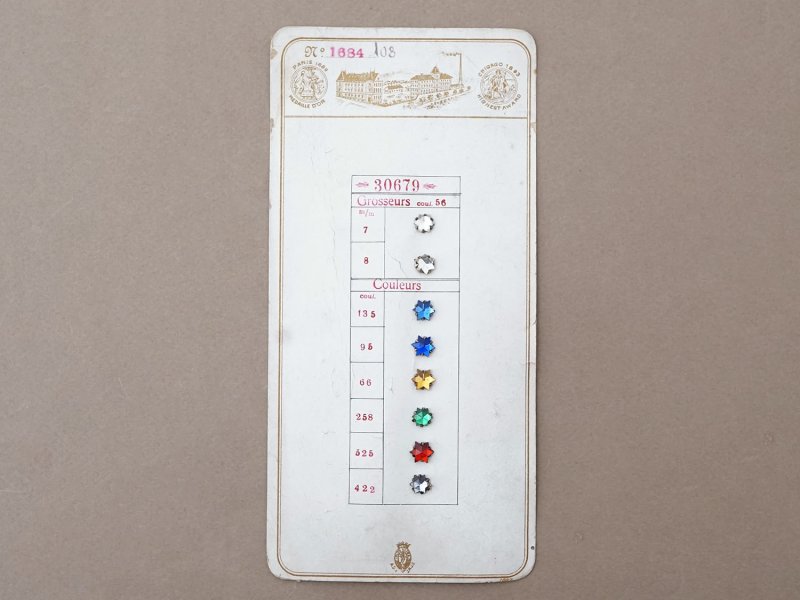 Nº 1684 108
PARIS 1889
MEDAILLE D'OR
CHICAGO 1893
HIGHEST AWARD
30679
Grosseurs coul. 56
m/m
7
8
Couleurs
coul.
135
95
66
258
525
422